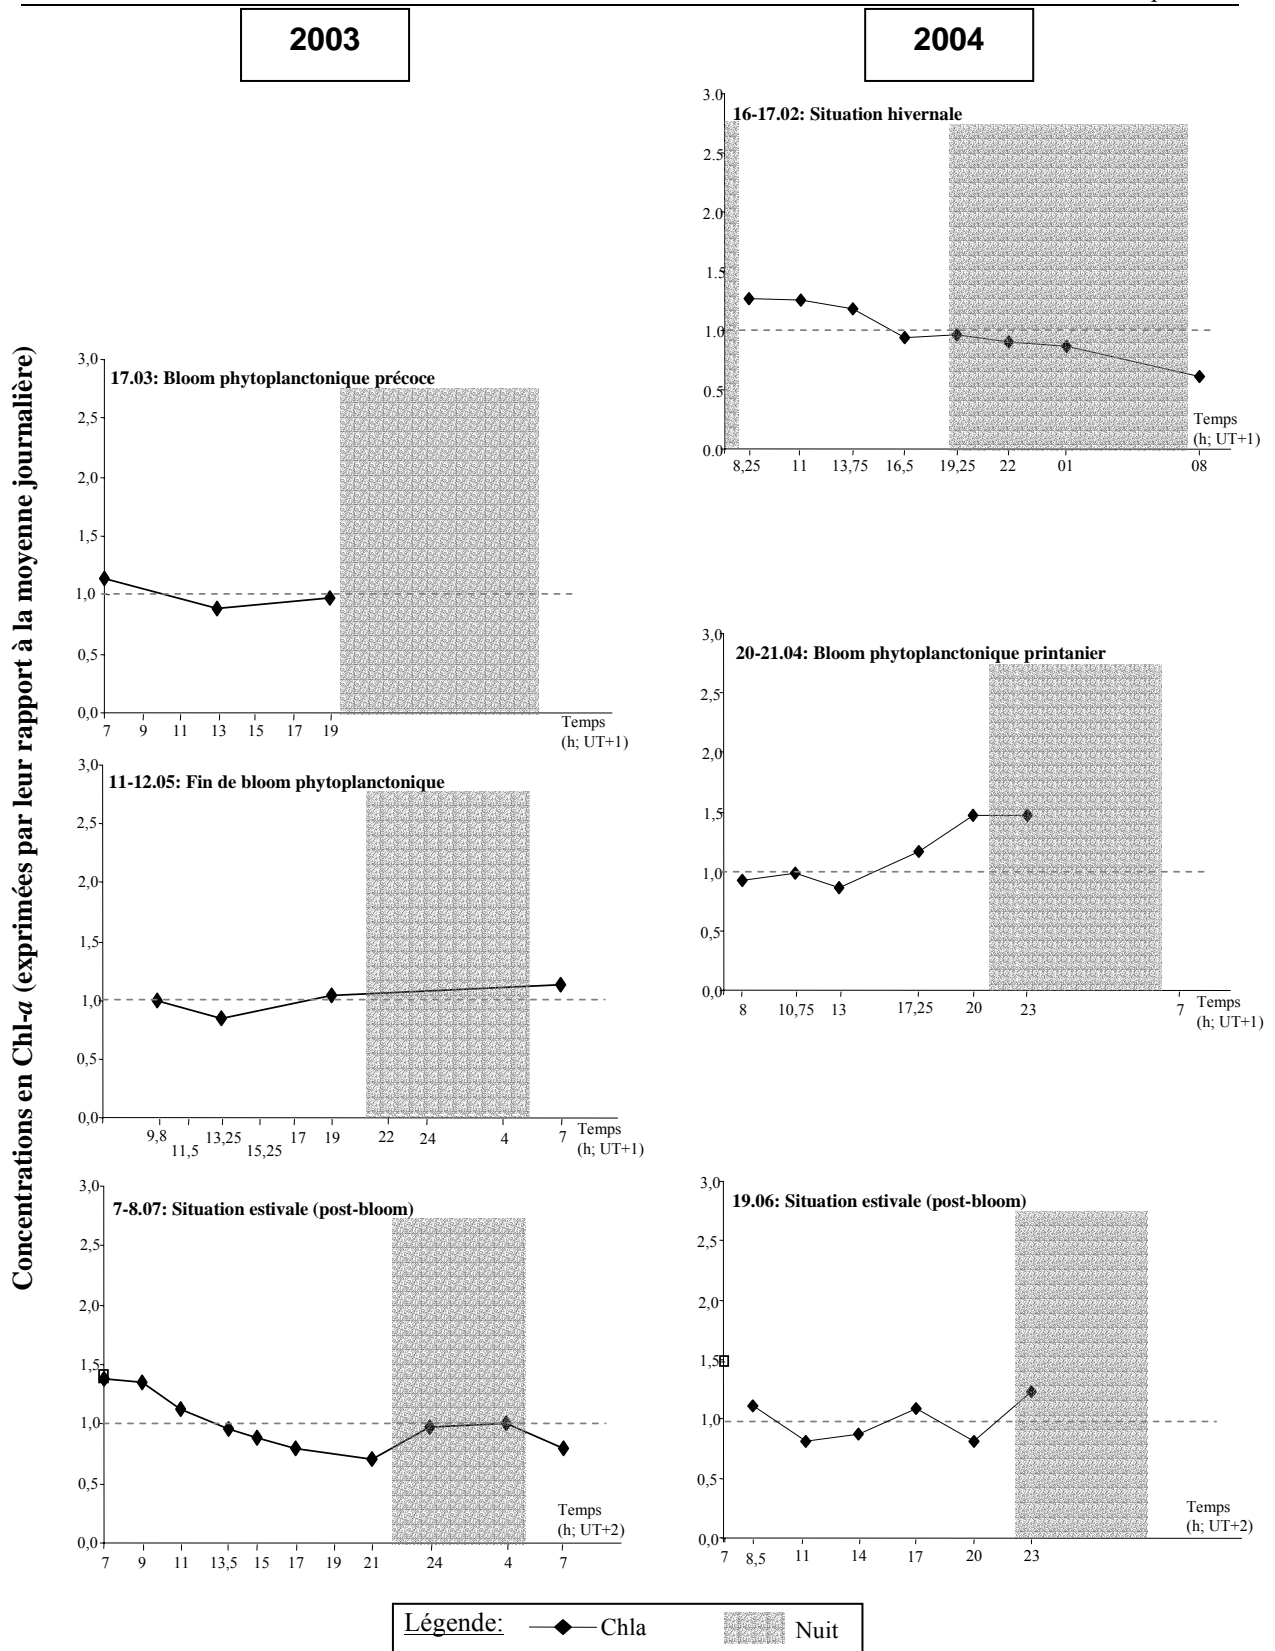 2003
2004
Concentrations en Chl-a (exprimées par leur rapport à la moyenne journalière)
17.03: Bloom phytoplanctonique précoce
3,0
2,5
2,0
1,5
1,0
0,5
0,0
7 9 11 13 15 17 19
Temps
(h; UT+1)
11-12.05: Fin de bloom phytoplanctonique
3,0
2,5
2,0
1,5
1,0
0,5
0,0
9,8 13,25 17 19 22 24 4 7
11,5 15,25
Temps
(h; UT+1)
7-8.07: Situation estivale (post-bloom)
3,0
2,5
2,0
1,5
1,0
0,5
0,0
7 9 11 13,5 15 17 19 21 24 4 7
Temps
(h; UT+2)
16-17.02: Situation hivernale
3.0
2.5
2.0
1.5
1.0
0.5
0.0
8,25 11 13,75 16,5 19,25 22 01 08
Temps
(h; UT+1)
20-21.04: Bloom phytoplanctonique printanier
3,0
2,5
2,0
1,5
1,0
0,5
0,0
8 10,75 13 17,25 20 23 7
Temps
(h; UT+1)
19.06: Situation estivale (post-bloom)
3,0
2,5
2,0
1,5
1,0
0,5
0,0
7 8,5 11 14 17 20 23
Temps
(h; UT+2)
Légende: Chla Nuit